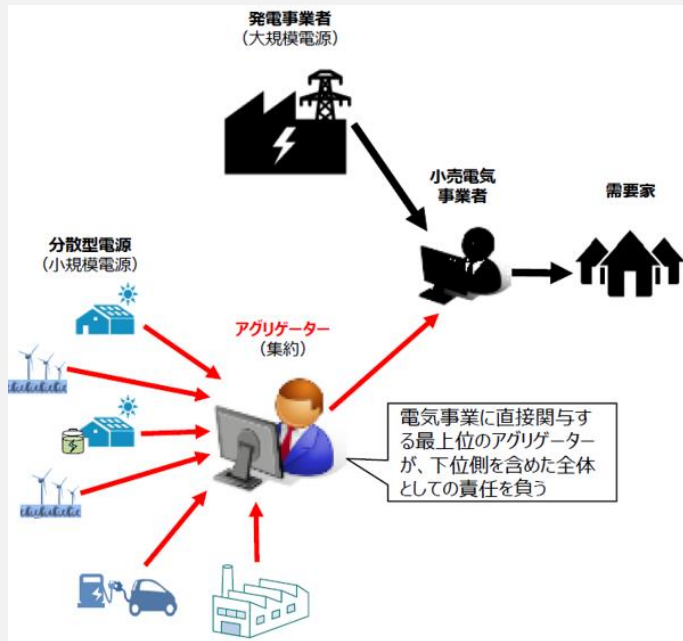 発電事業者
（大規模電源）
小売電気
事業者
需要家
分散型電源
（小規模電源）
アグリゲーター
（集約）
電気事業に直接関与す
る最上位のアグリゲーター
が、下位側を含めた全体
としての責任を負う